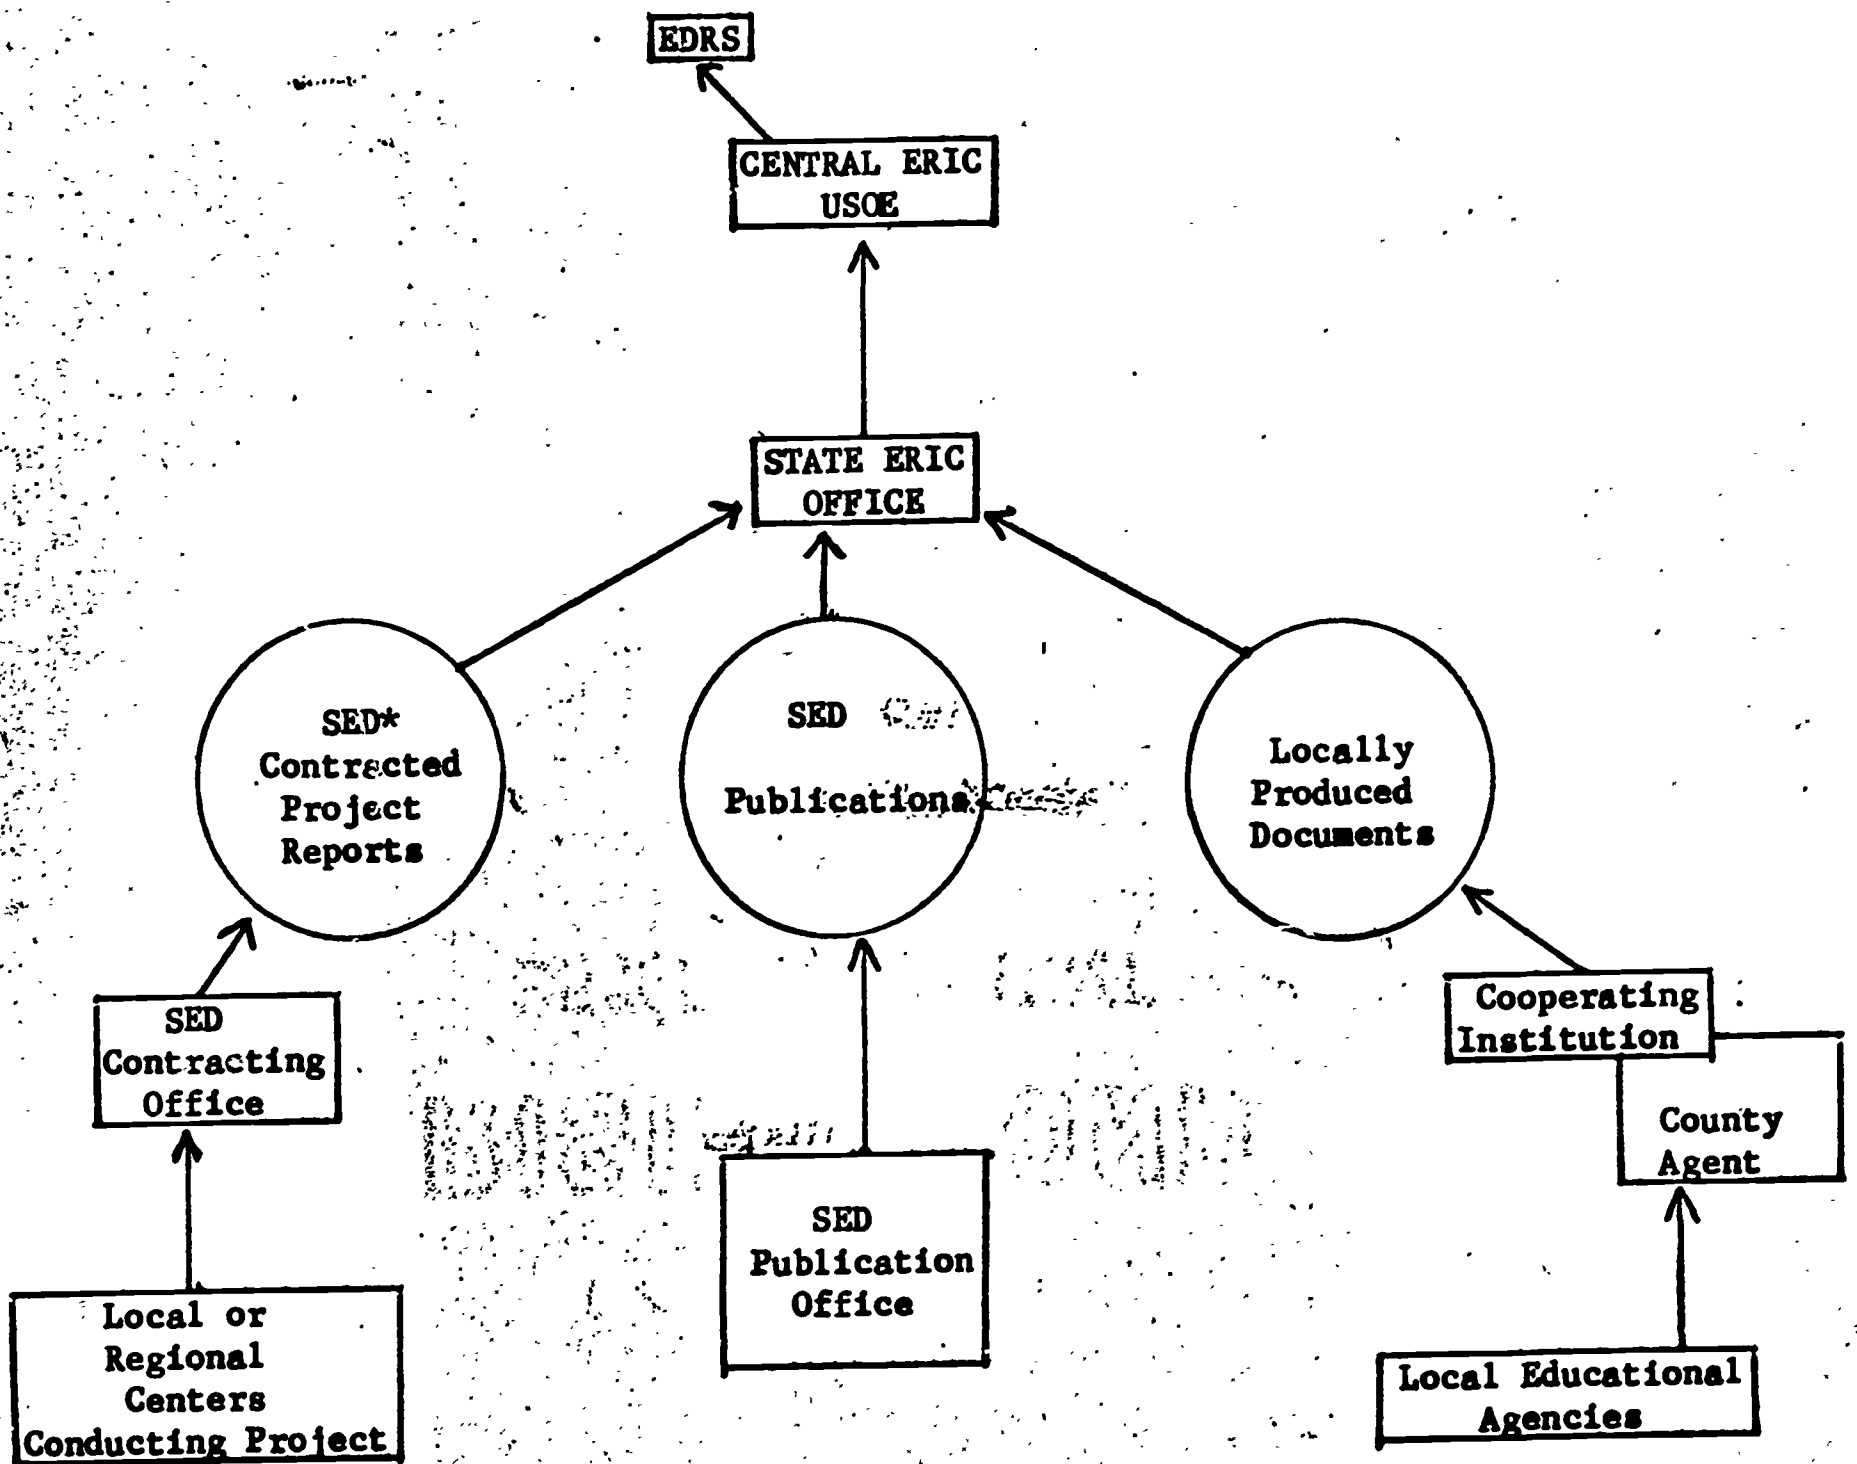 EDRS
CENTRAL ERIC
USOE
STATE ERIC
OFFICE
SED*
Contracted
Project
Reports
SED
Publications
Locally
Produced
Documents
SED
Contracting
Office
Cooperating
Institution
County
Agent
SED
Publication
Office
Local or
Regional
Centers
Conducting Project
Local Educational
Agencies